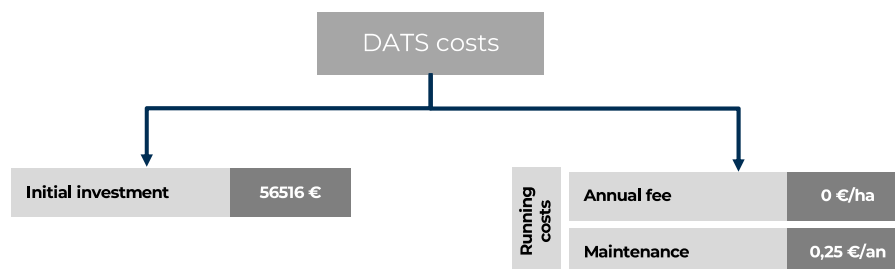 DATS costs
Initial investment
56516 €
Running
costs
Annual fee
0 €/ha
Maintenance
0,25 €/an